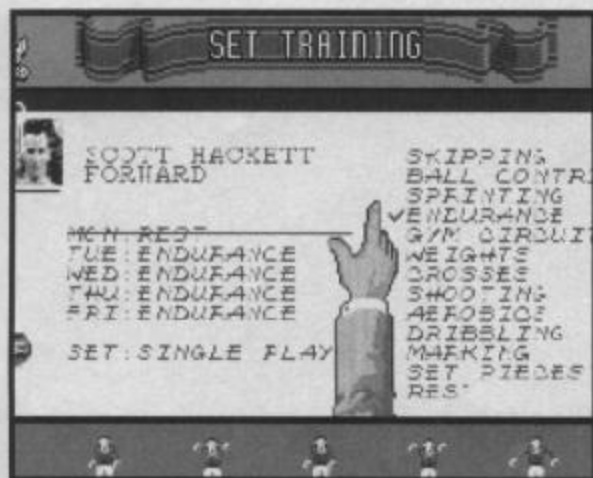 SET TRAINING
SCOTT HACKETT
FORWARD
MON:REST
TUE:ENDURANCE
WED:ENDURANCE
THU:ENDURANCE
FRI:ENDURANCE
SET:SINGLE PLAY
SKIPPING
BALL CONTR
SPRINTING
✓ENDURANCE
GYM CIRCUIT
WEIGHTS
CROSSES
SHOOTING
AEROBICS
DRIBBLING
MARKING
SET PIECES
REST